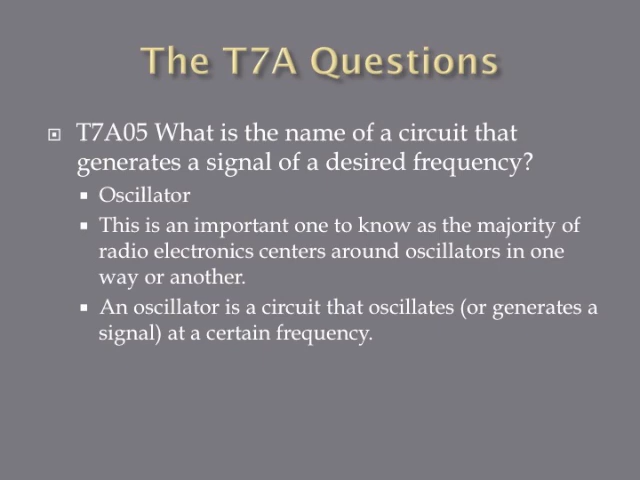 The T7A Questions
T7A05 What is the name of a circuit that
generates a signal of a desired frequency?
Oscillator
This is an important one to know as the majority of
radio electronics centers around oscillators in one
way or another.
An oscillator is a circuit that oscillates (or generates a
signal) at a certain frequency.